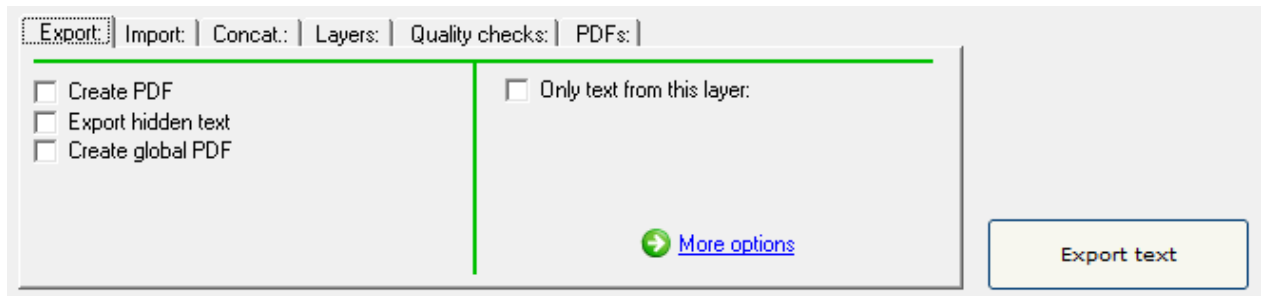 Export: Import: Concat.: Layers: Quality checks: PDFs:
Create PDF
Export hidden text
Create global PDF
Only text from this layer:
More options
Export text